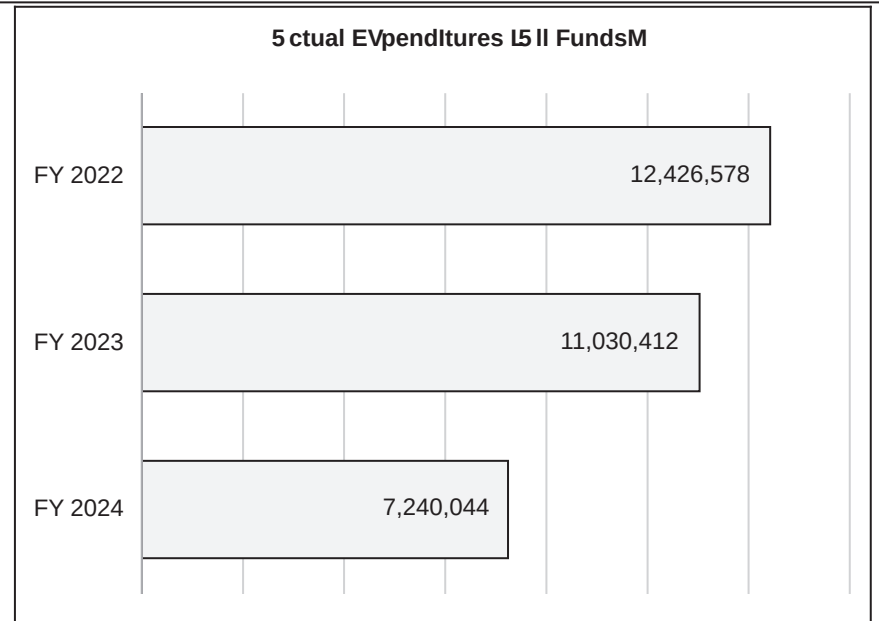 5 ctual EVpendItures L5 ll FundsM
FY 2022 12,426,578
FY 2023 11,030,412
FY 2024 7,240,044